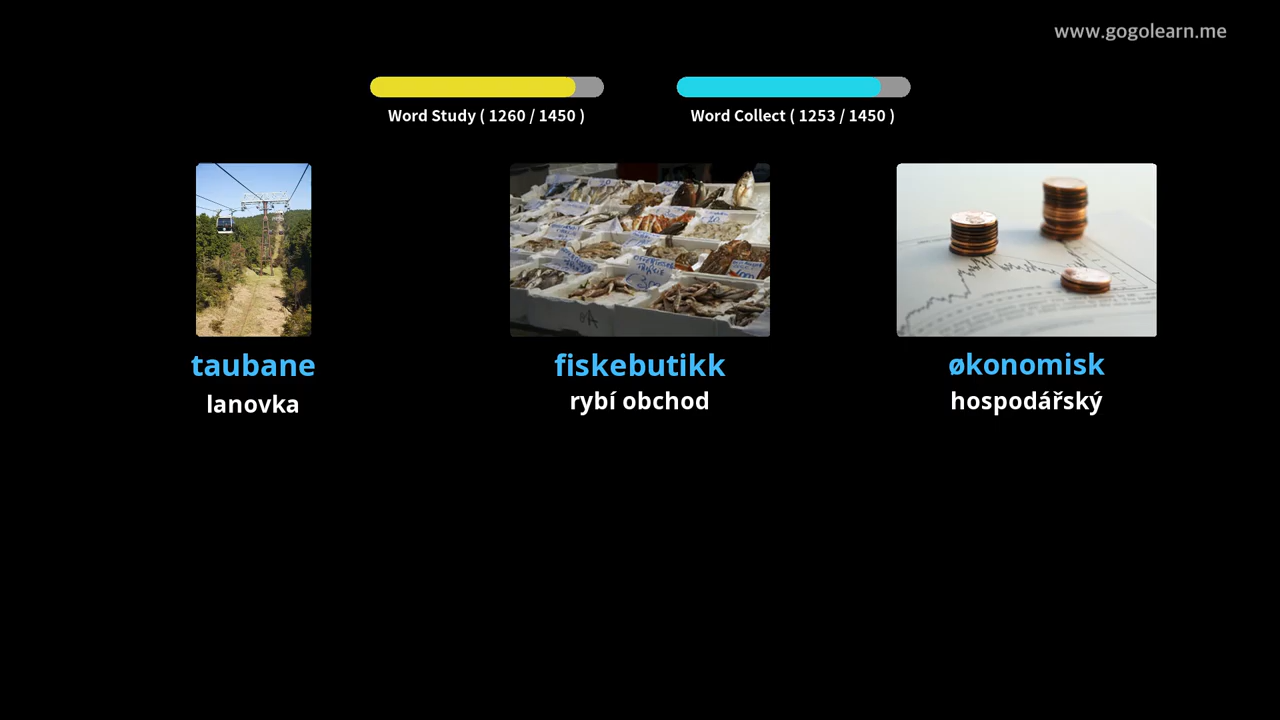 www.gogolearn.me
Word Study ( 1260 / 1450 )
Word Collect ( 1253 / 1450 )
taubane
fiskebutikk
økonomisk
lanovka
rybí obchod
hospodářský